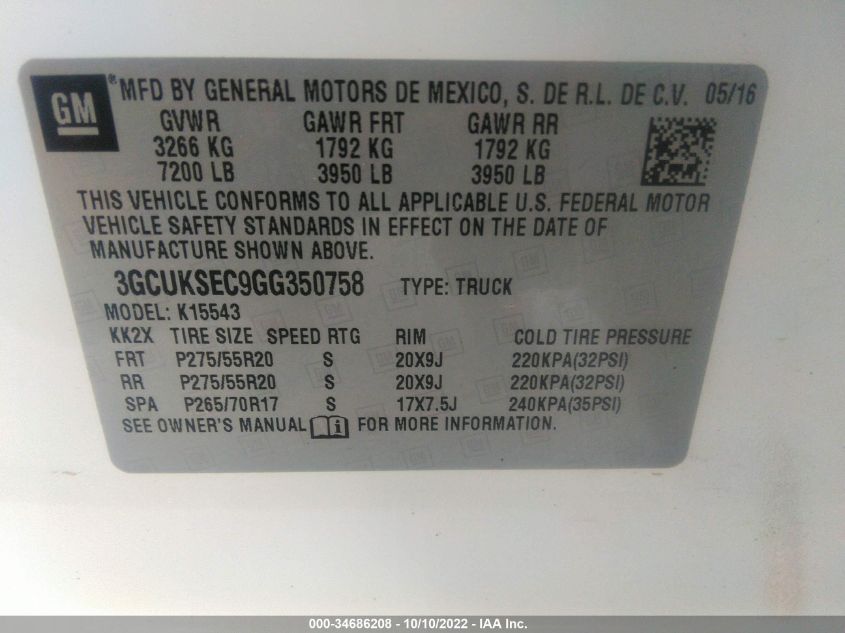 GM ® MFD BY GENERAL MOTORS DE MEXICO, S. DE R.L. DE C.V. 05/16
GVWR GAWR FRT GAWR RR
3266 KG 1792 KG 1792 KG
7200 LB 3950 LB 3950 LB
THIS VEHICLE CONFORMS TO ALL APPLICABLE U.S. FEDERAL MOTOR
VEHICLE SAFETY STANDARDS IN EFFECT ON THE DATE OF
MANUFACTURE SHOWN ABOVE.
3GCUKSEC9GG350758 TYPE: TRUCK
MODEL: K15543
KK2X TIRE SIZE SPEED RTG RIM COLD TIRE PRESSURE
FRT P275/55R20 S 20X9J 220KPA(32PSI)
RR P275/55R20 S 20X9J 220KPA(32PSI)
SPA P265/70R17 S 17X7.5J 240KPA(35PSI)
SEE OWNER'S MANUAL i FOR MORE INFORMATION.
000-34686208 - 10/10/2022 - IAA Inc.